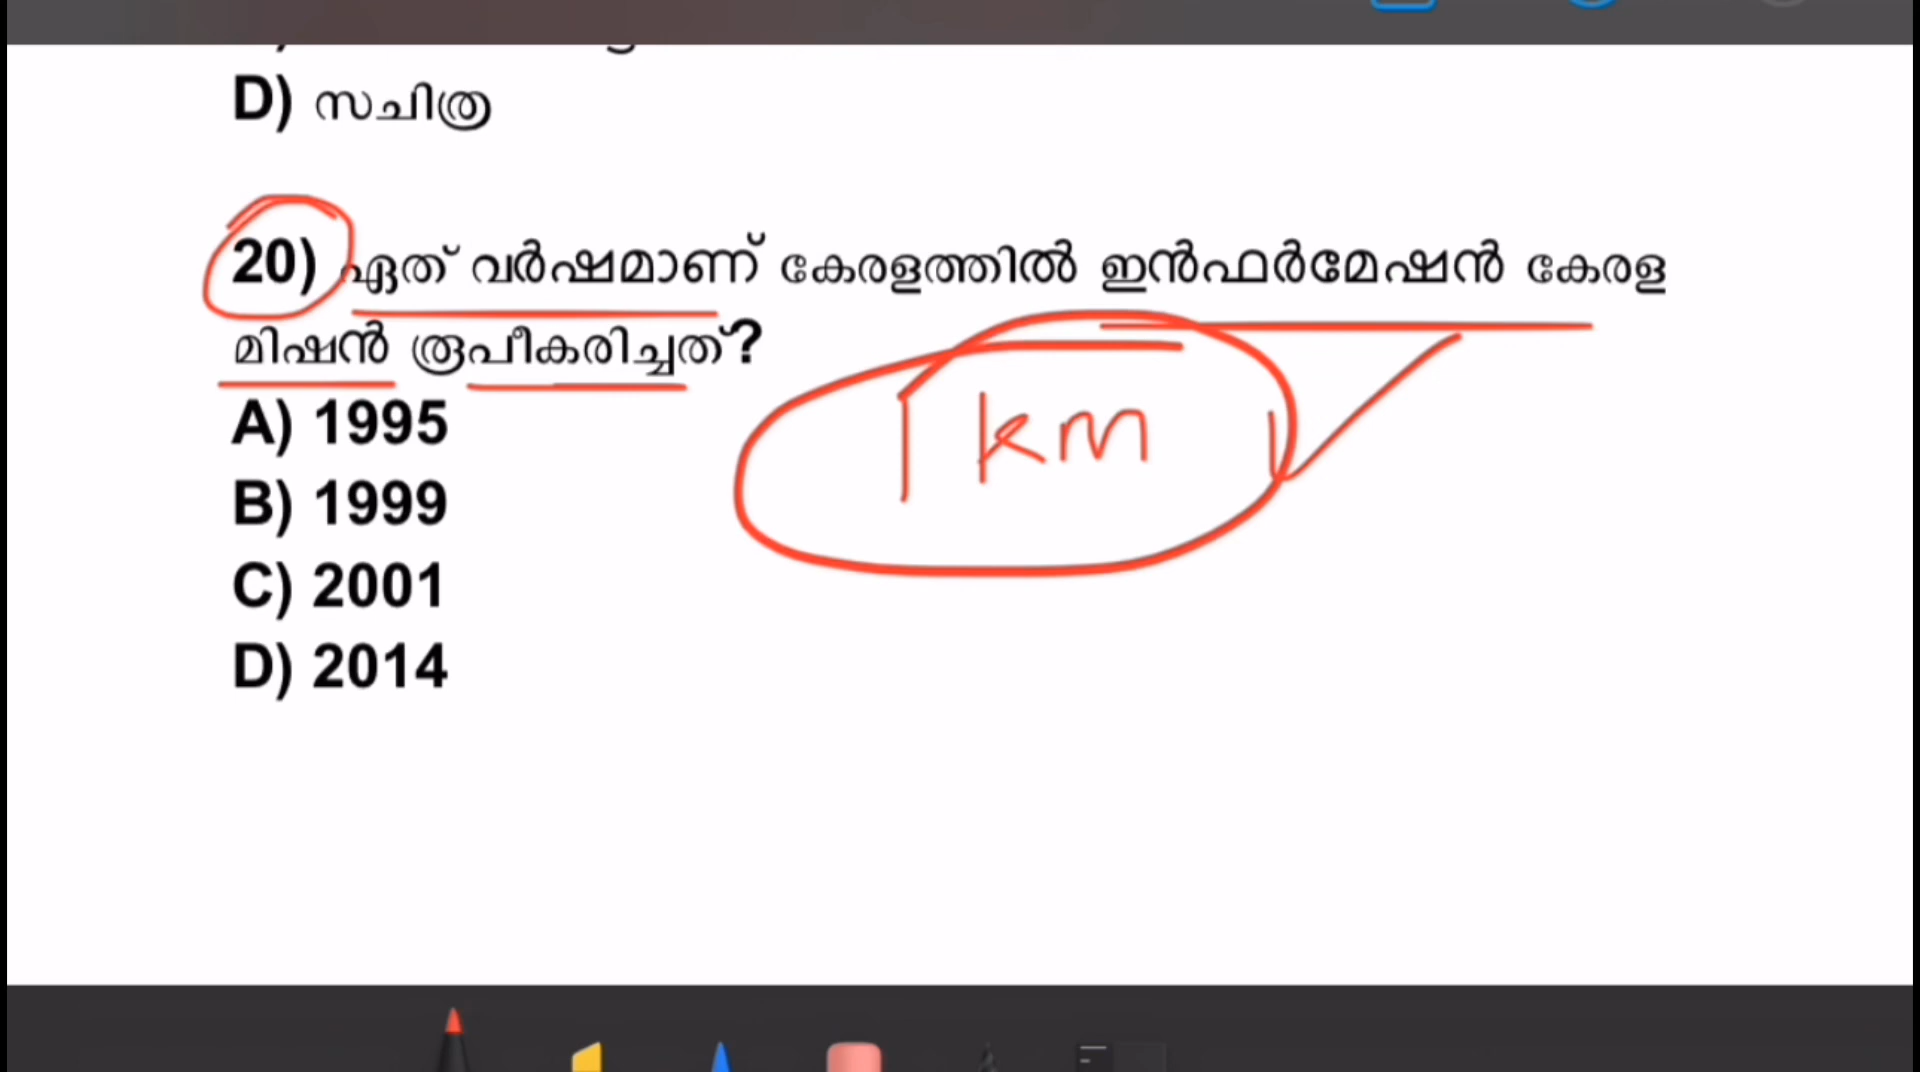 D) സചിത്ര
20) ഏത് വർഷമാണ് കേരളത്തിൽ ഇൻഫർമേഷൻ കേരള
മിഷൻ രൂപീകരിച്ചത്?
I km
A) 1995
B) 1999
C) 2001
D) 2014